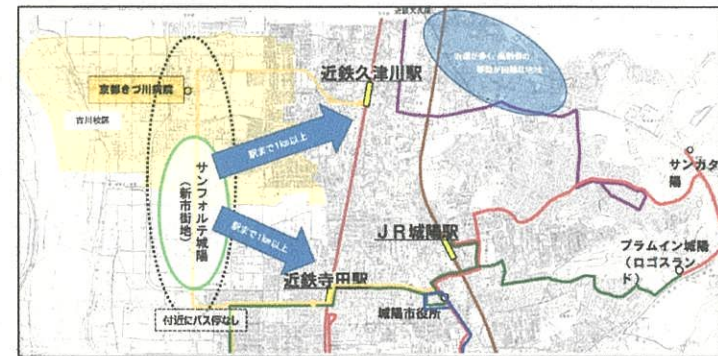 近鉄久津川駅
京都きづ川病院
古川校区
駅まで1km以上
サンフォルテ城陽
（新市街地）
駅まで1km以上
JR城陽駅
サンガタ
陽
プラムイン城陽
（ロゴスラン
ド）
近鉄寺田駅
城陽市役所
付近にバス停なし